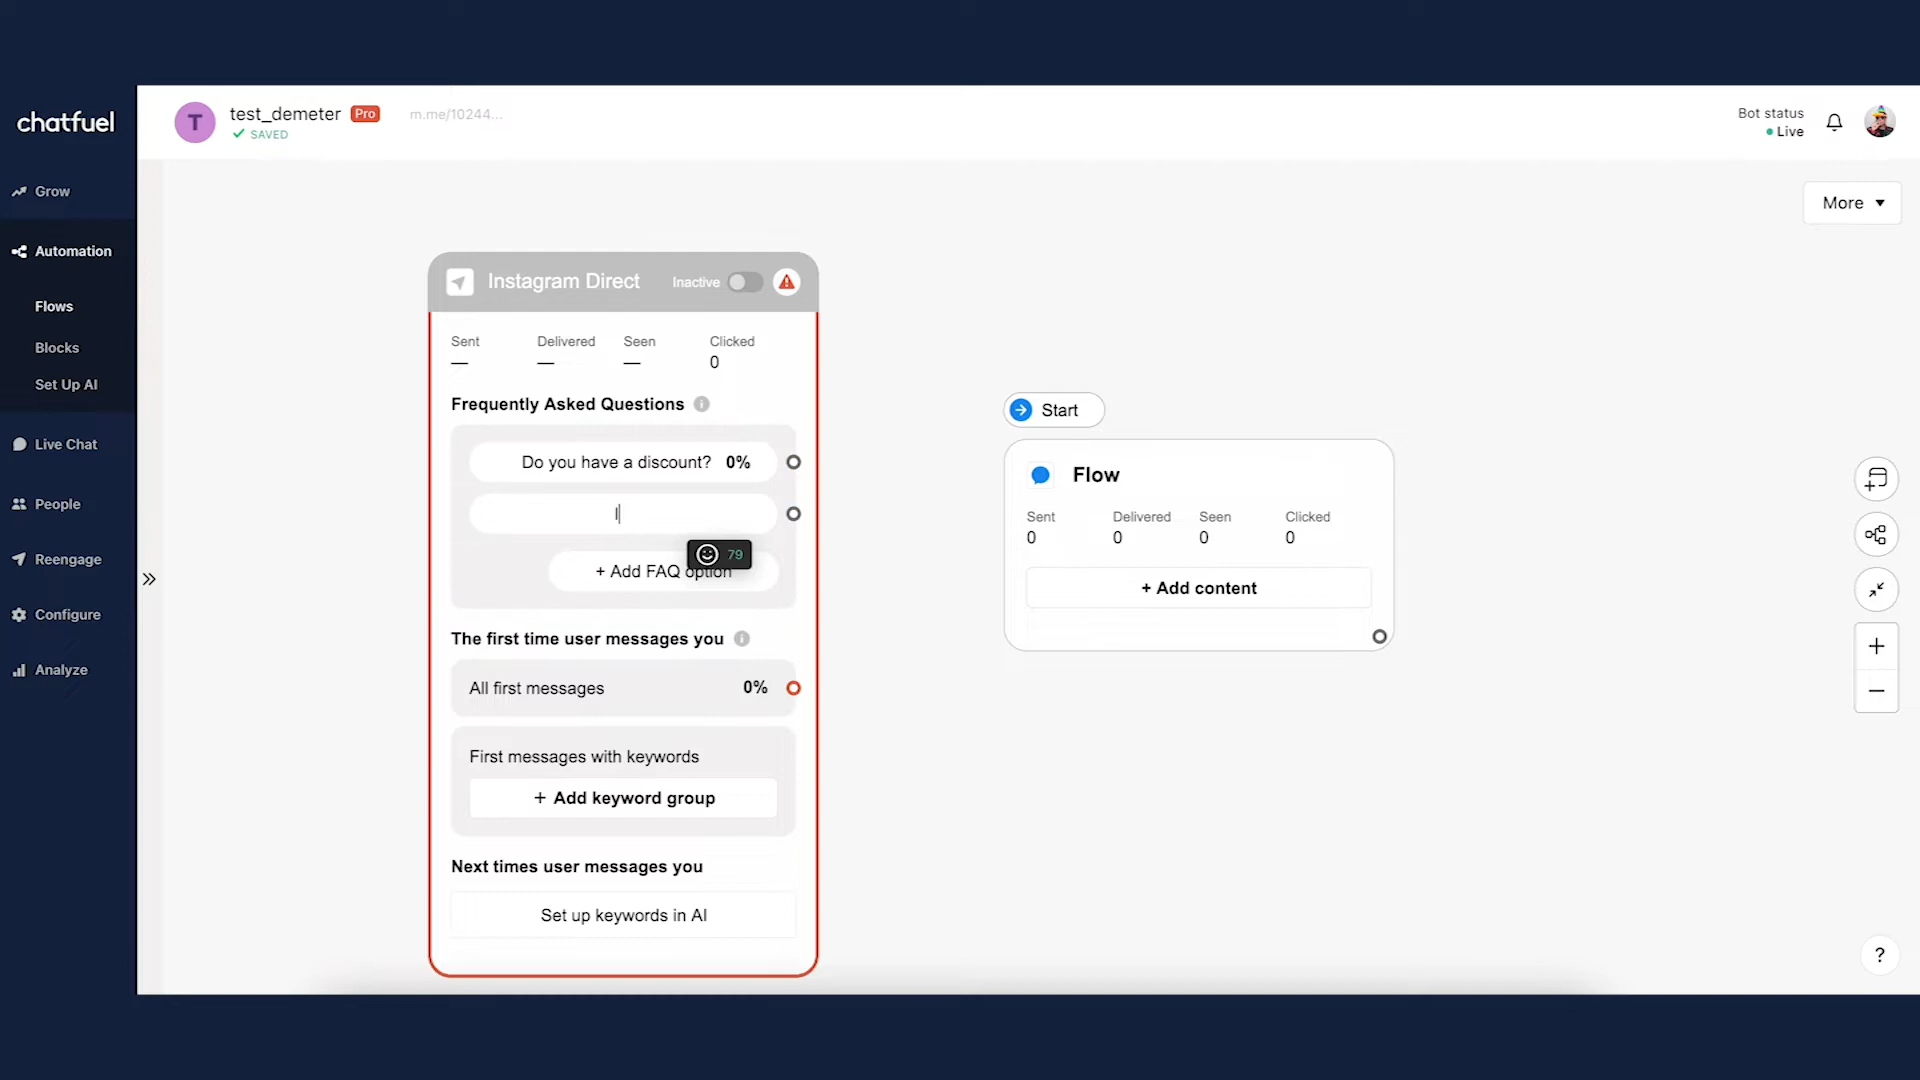 chatfuel
T
test_demeter Pro
m.me/10244...
SAVED
Bot status
Live
Grow
Automation
Flows
Blocks
Set Up AI
Live Chat
People
Reengage
Configure
Analyze
More
Instagram Direct
Inactive
Sent Delivered Seen Clicked
— — — 0
Frequently Asked Questions
Do you have a discount? 0%
I
79
+ Add FAQ option
The first time user messages you
All first messages 0%
First messages with keywords
+ Add keyword group
Next times user messages you
Set up keywords in AI
Start
Flow
Sent Delivered Seen Clicked
0 0 0 0
+ Add content
?